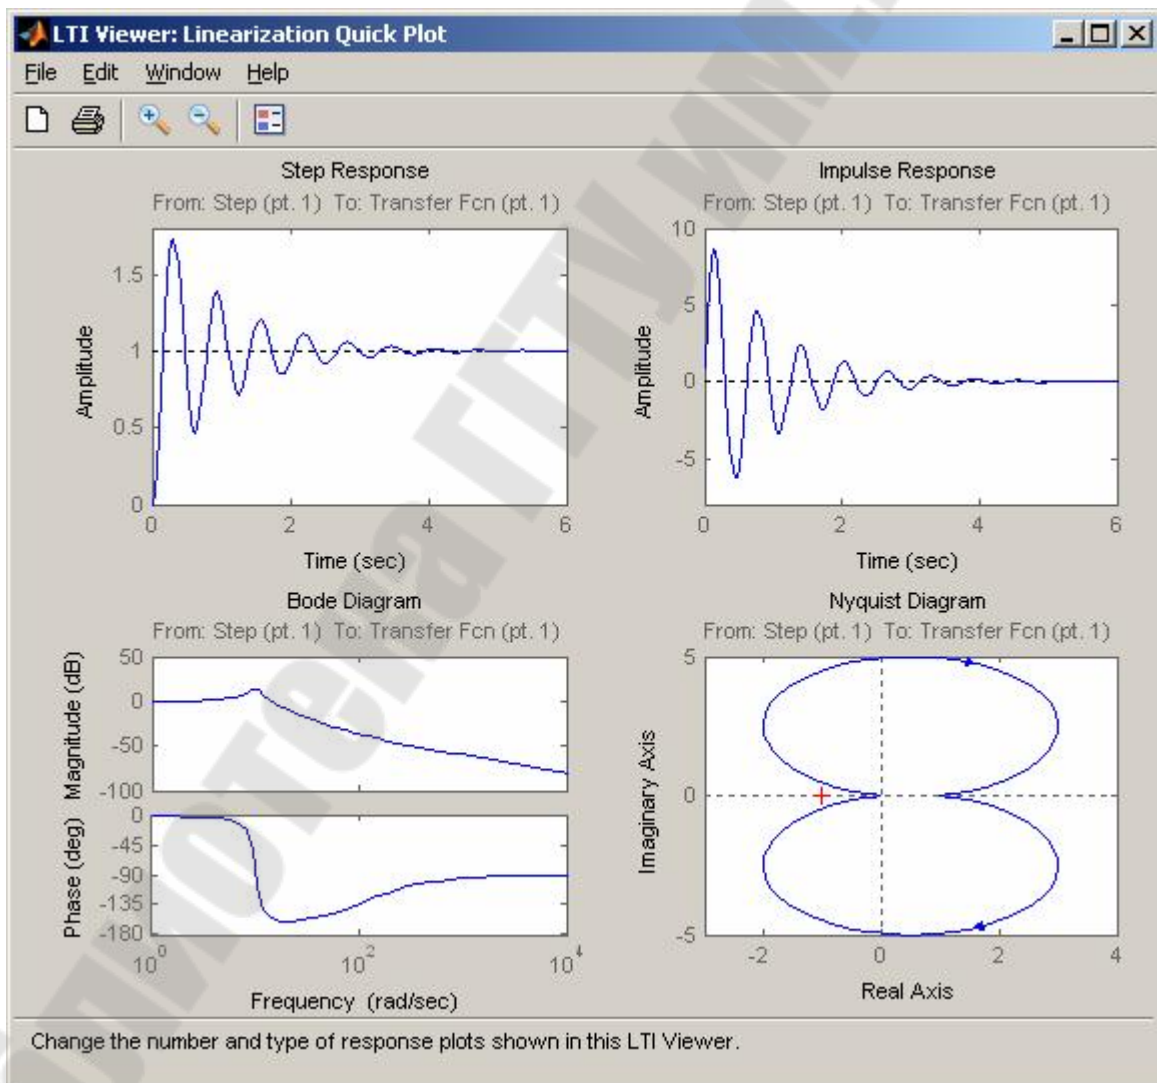 LTI Viewer: Linearization Quick Plot
File Edit Window Help
Step Response
From: Step (pt. 1) To: Transfer Fcn (pt. 1)
Amplitude
1.5
1
0.5
0
0 2 4 6
Time (sec)
Impulse Response
From: Step (pt. 1) To: Transfer Fcn (pt. 1)
Amplitude
10
5
0
-5
0 2 4 6
Time (sec)
Bode Diagram
From: Step (pt. 1) To: Transfer Fcn (pt. 1)
Magnitude (dB)
50
0
-50
-100
Phase (deg)
0
-45
-90
-135
-180
10^0 10^2 10^4
Frequency (rad/sec)
Nyquist Diagram
From: Step (pt. 1) To: Transfer Fcn (pt. 1)
Imaginary Axis
5
0
-5
-2 0 2 4
Real Axis
Change the number and type of response plots shown in this LTI Viewer.
ГГТУ им.